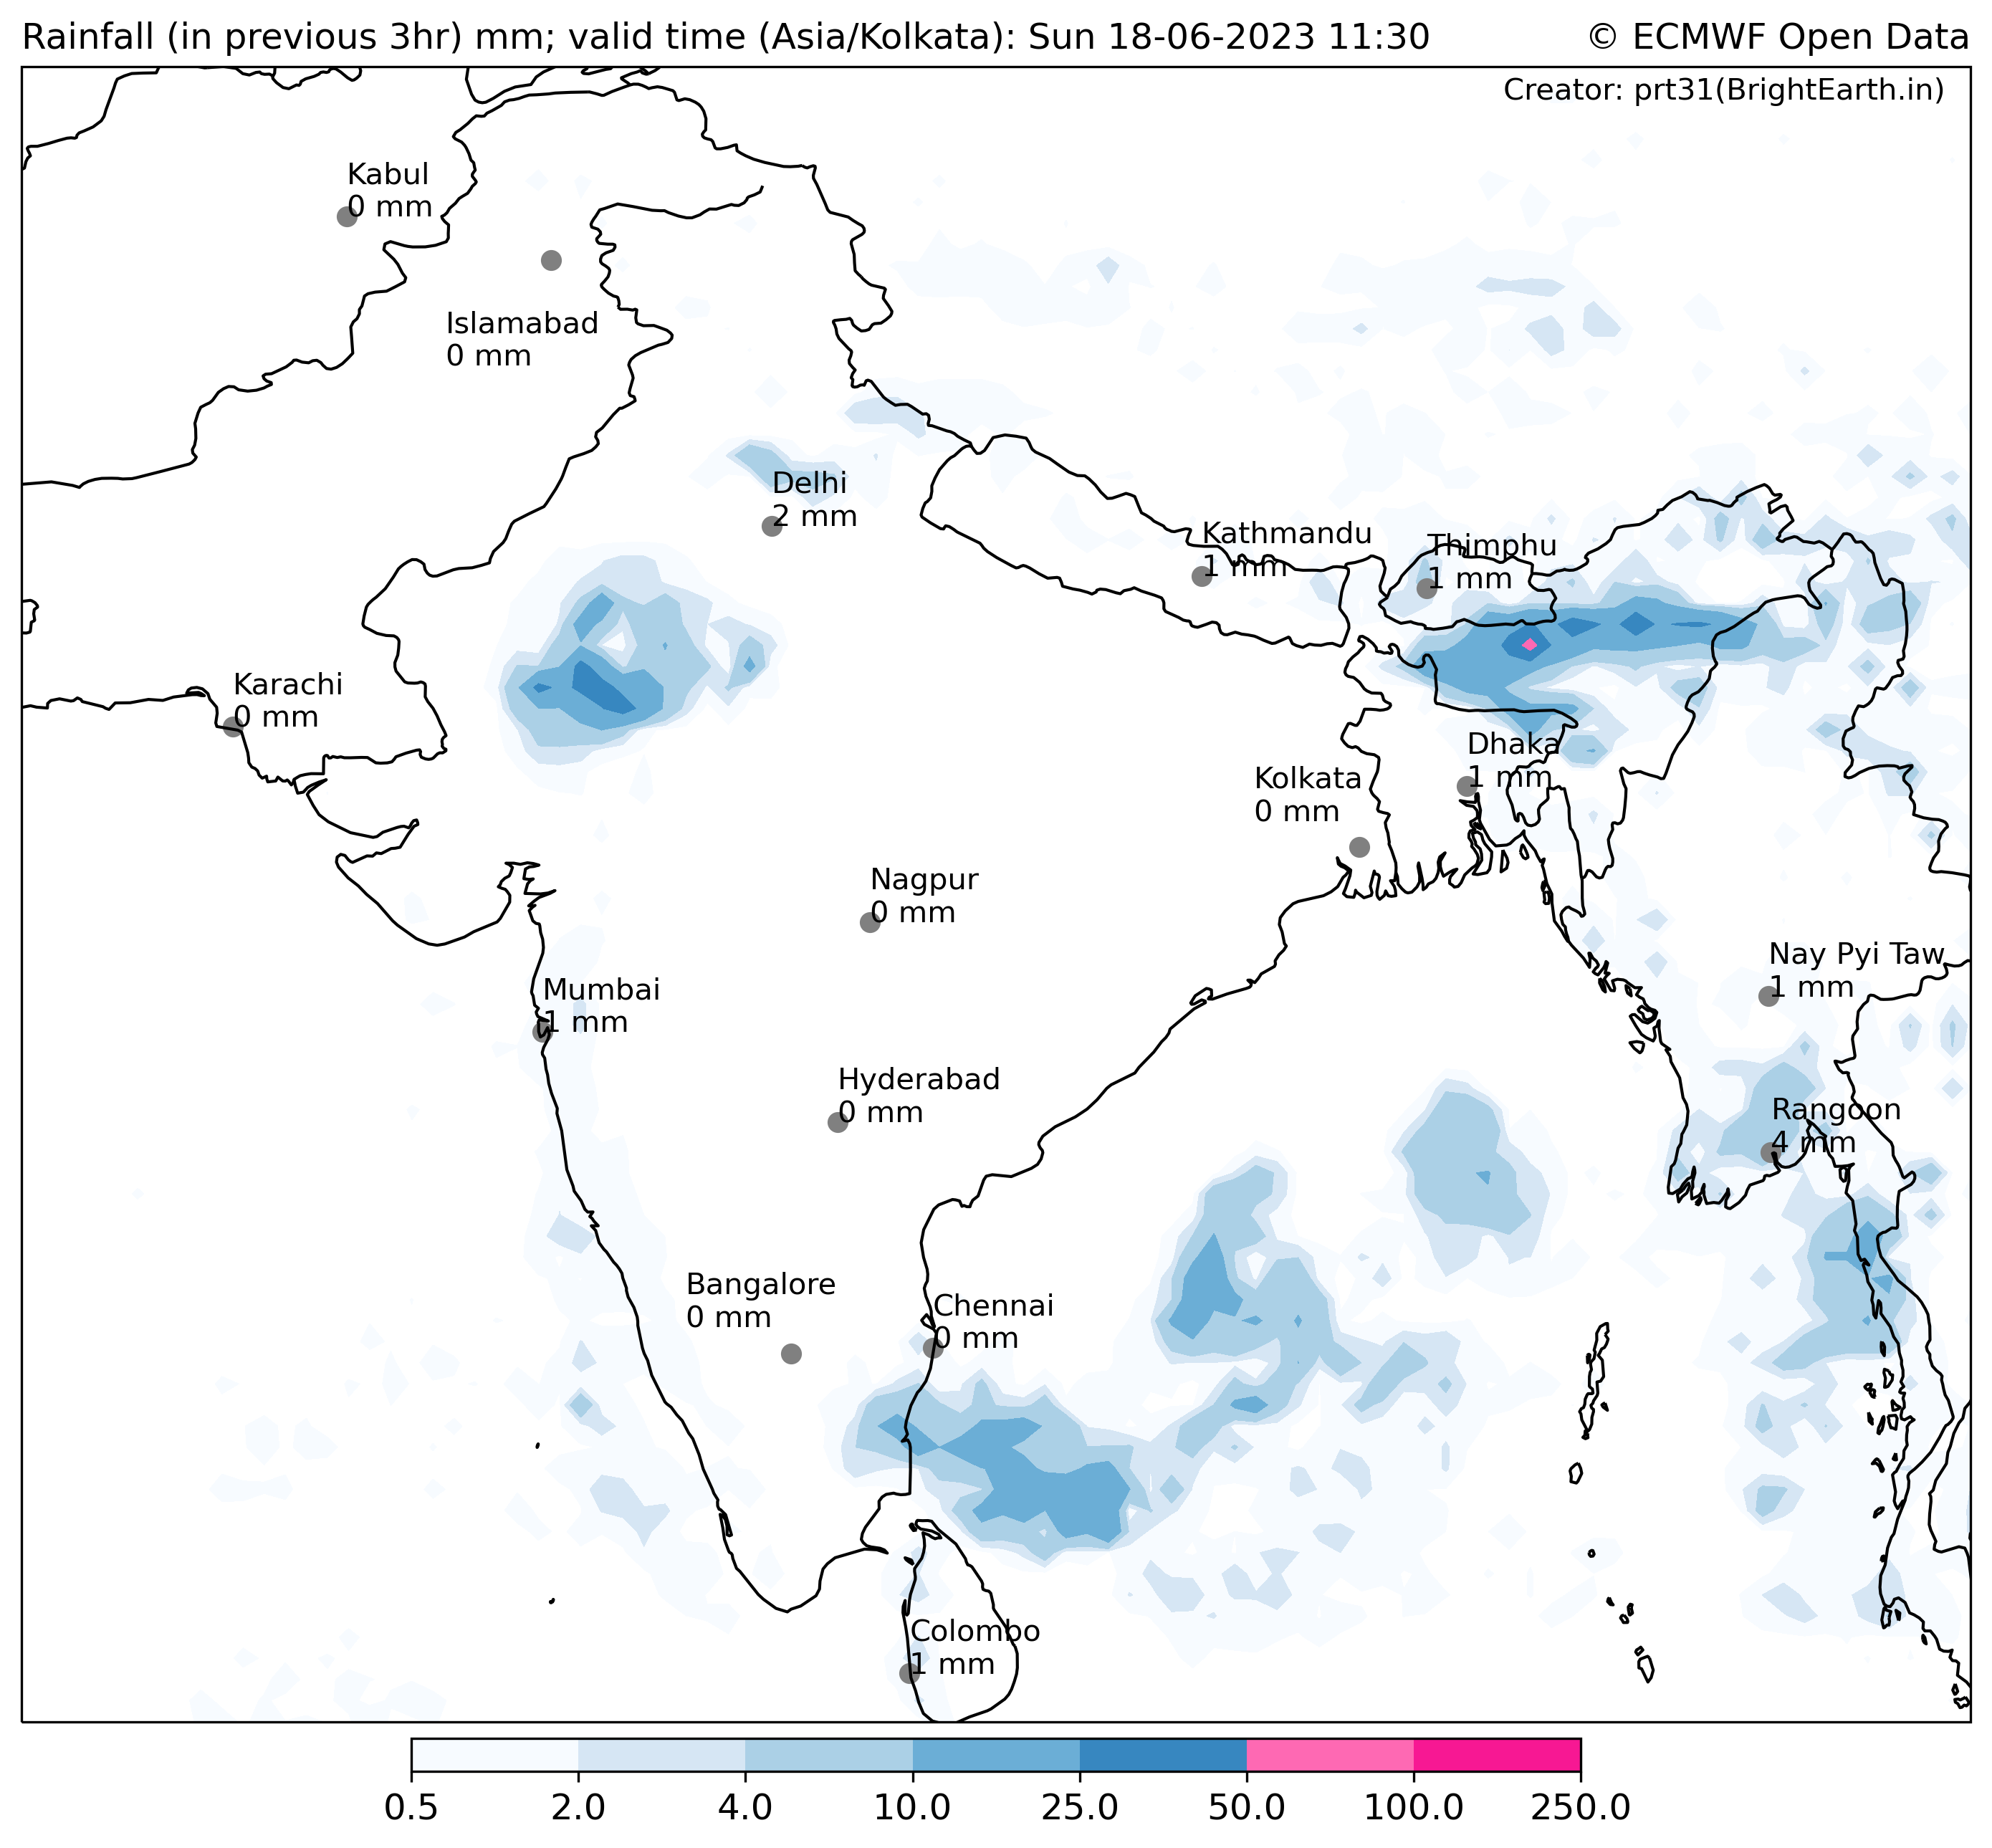 Rainfall (in previous 3hr) mm; valid time (Asia/Kolkata): Sun 18-06-2023 11:30
© ECMWF Open Data
Creator: prt31(BrightEarth.in)
Kabul
0 mm
Islamabad
0 mm
Delhi
2 mm
Kathmandu
1 mm
Thimphu
1 mm
Karachi
0 mm
Dhaka
1 mm
Kolkata
0 mm
Nagpur
0 mm
Nay Pyi Taw
1 mm
Mumbai
1 mm
Hyderabad
0 mm
Rangoon
4 mm
Bangalore
0 mm
Chennai
0 mm
Colombo
1 mm
0.5 2.0 4.0 10.0 25.0 50.0 100.0 250.0